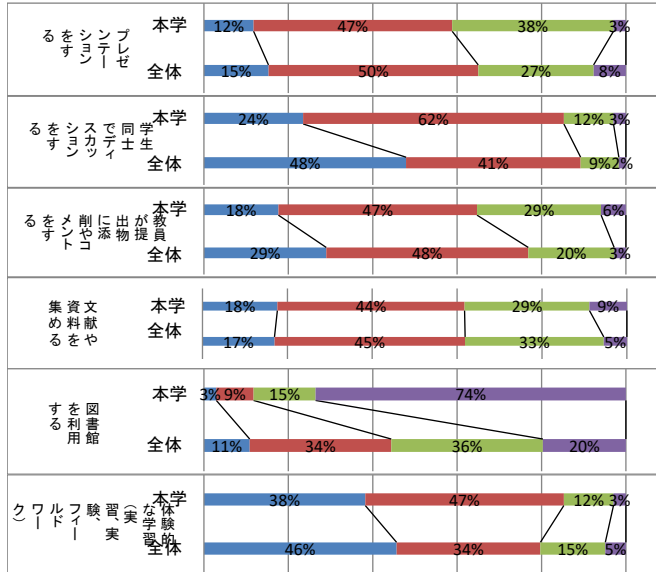 プレゼ
ンテー
ション
をす
る
本学
12% 47% 38% 3%
全体
15% 50% 27% 8%
学生
同士
でディ
スカッ
ション
をす
る
本学
24% 62% 12% 3%
全体
48% 41% 9% 2%
教員
が提
出物
に添
削やコ
メント
をす
る
本学
18% 47% 29% 6%
全体
29% 48% 20% 3%
文献や
資料を
集める
本学
18% 44% 29% 9%
全体
17% 45% 33% 5%
図書館
を利用
する
本学
3% 9% 15% 74%
全体
11% 34% 36% 20%
体験的
な学習
（実
習、実
験、
フィー
ルド
ワー
ク）
本学
38% 47% 12% 3%
全体
46% 34% 15% 5%